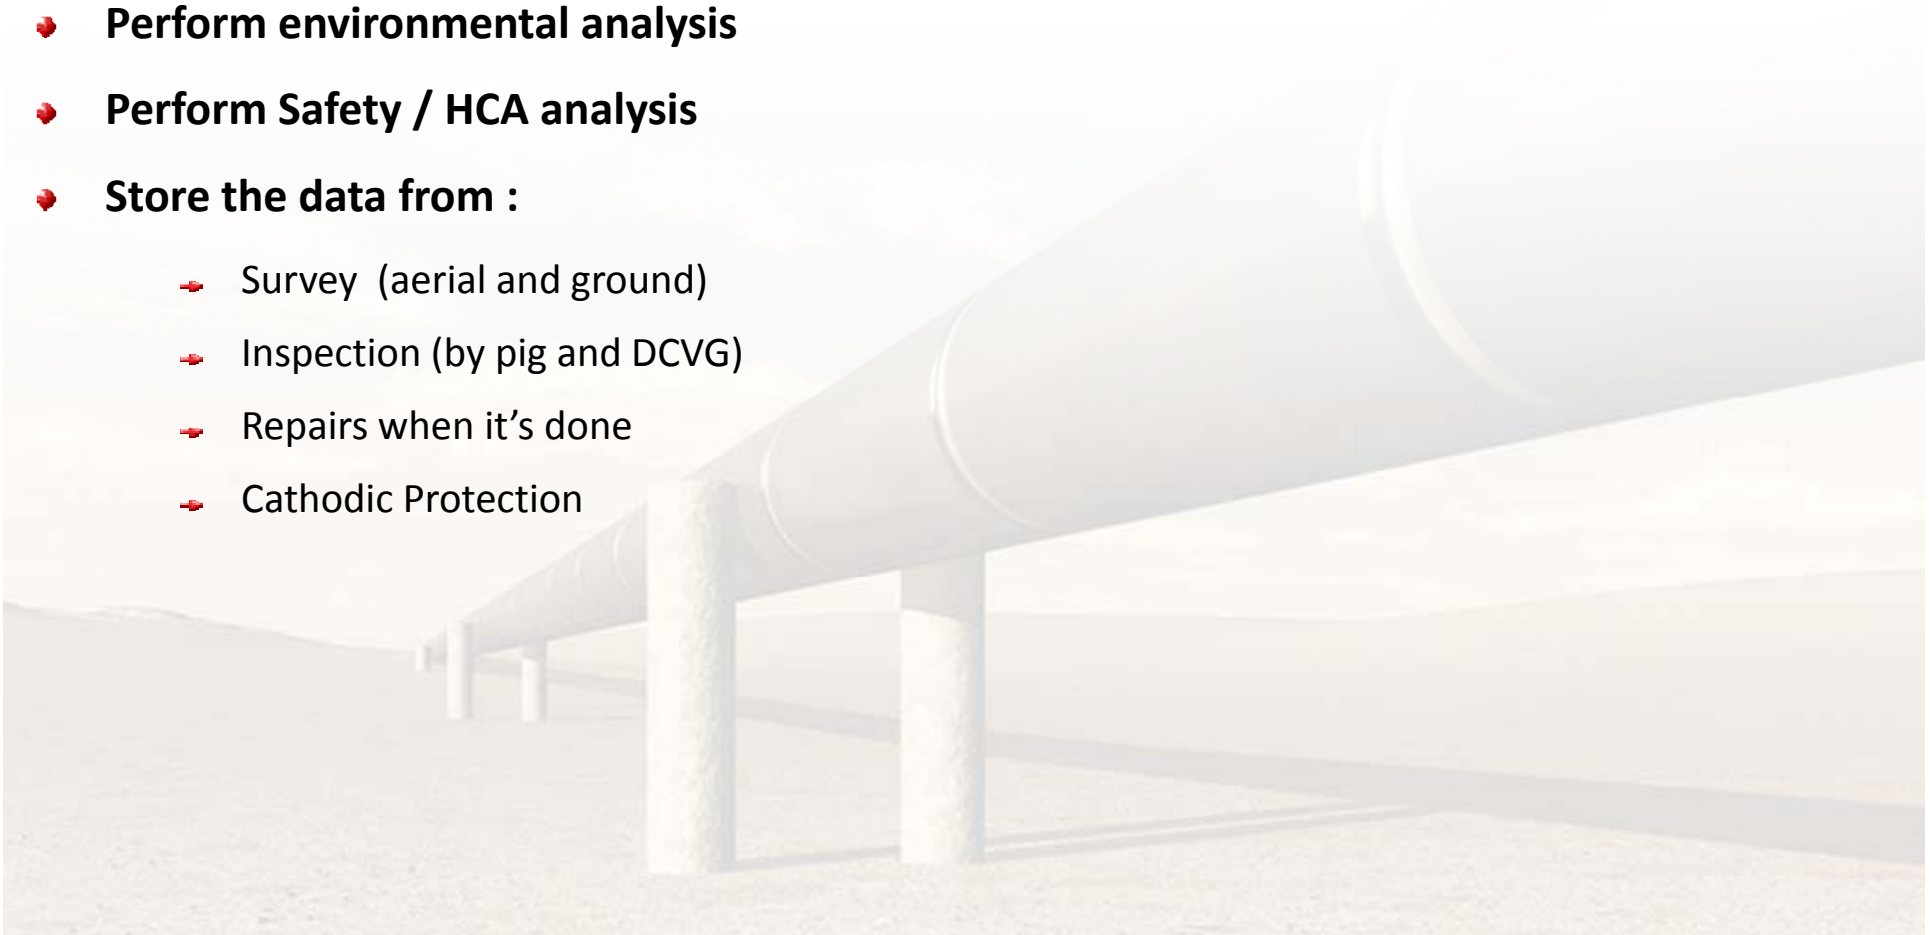 Perform environmental analysis
Perform Safety / HCA analysis
Store the data from :
Survey  (aerial and ground)
Inspection (by pig and DCVG)
Repairs when it’s done
Cathodic Protection